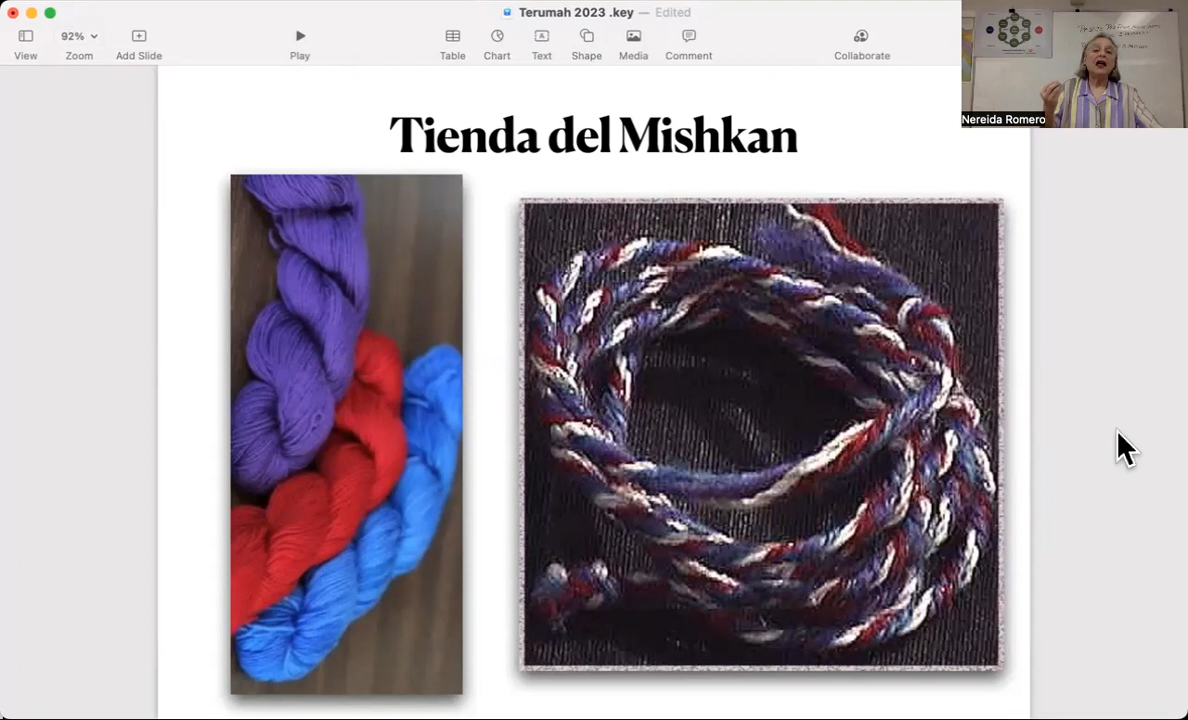 Terumah 2023 .key — Edited
92%
View
Zoom
Add Slide
Play
Table
Chart
Text
Shape
Media
Comment
Collaborate
Tienda del Mishkan
Nereida Romero